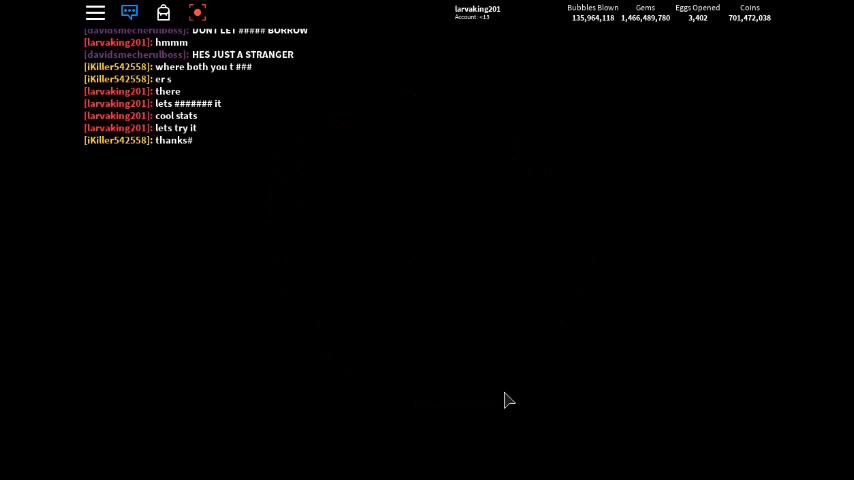 larvaking201
Account: <13
Bubbles Blown
135,964,118
Gems
1,466,489,780
Eggs Opened
3,402
Coins
701,472,038
[davidsmecherulboss]: DONT LET ##### BORROW
[larvaking201]: hmmm
[davidsmecherulboss]: HES JUST A STRANGER
[iKiller542558]: where both you t ###
[iKiller542558]: er s
[larvaking201]: there
[larvaking201]: lets ####### it
[larvaking201]: cool stats
[larvaking201]: lets try it
[iKiller542558]: thanks#